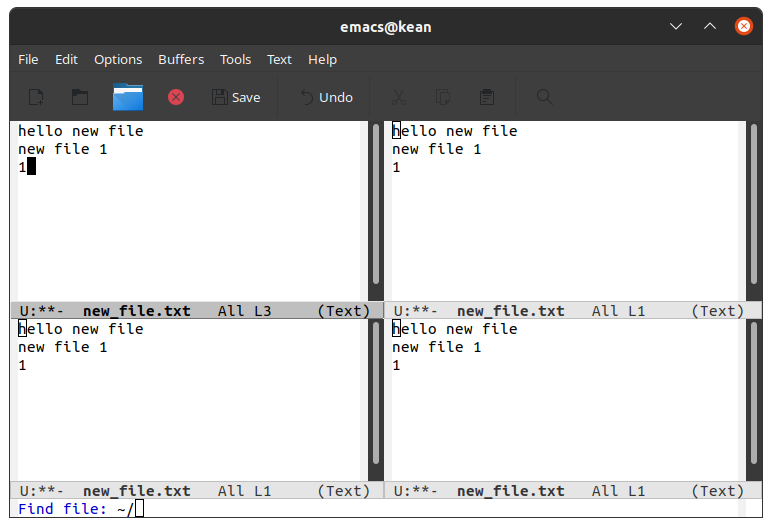 emacs@kean
File Edit Options Buffers Tools Text Help
Save Undo
hello new file
new file 1
1
U:**-  new_file.txt   All L3     (Text)
hello new file
new file 1
1
U:**-  new_file.txt   All L1     (Text)
hello new file
new file 1
1
U:**-  new_file.txt   All L1     (Text)
hello new file
new file 1
1
U:**-  new_file.txt   All L1     (Text)
Find file: ~/